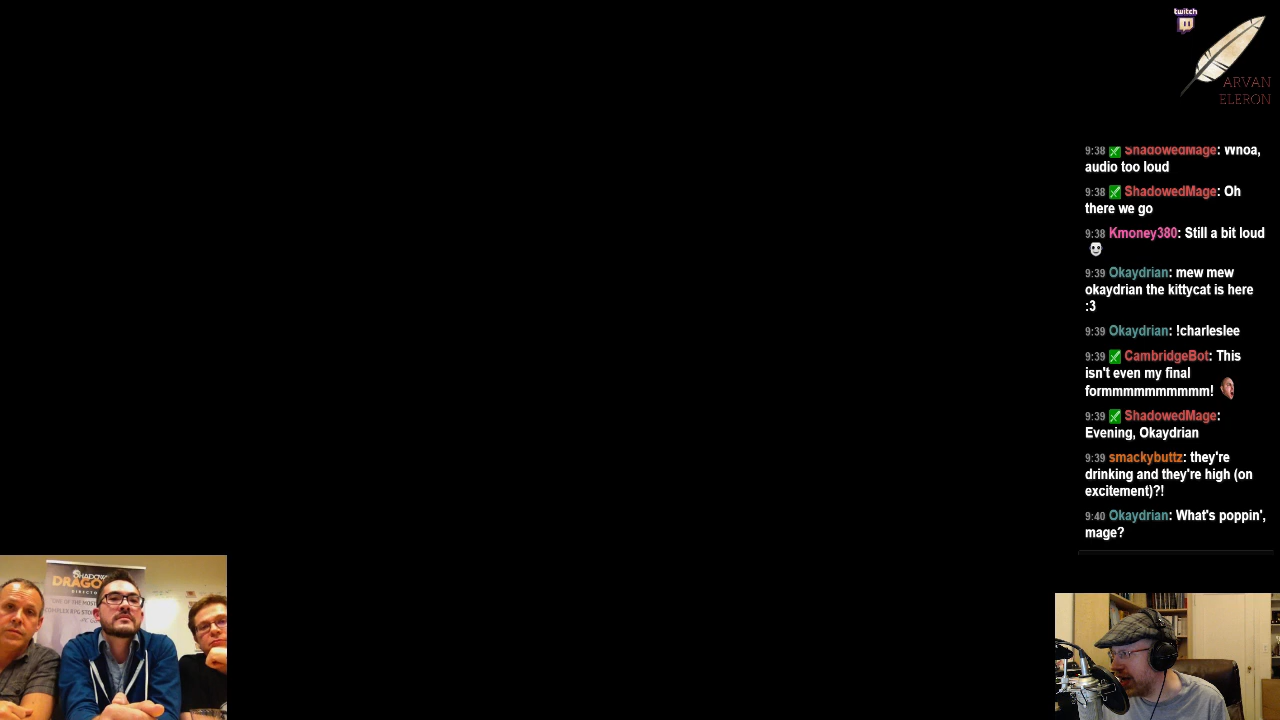 twitch
ARVAN
ELERON
9:38 ShadowedMage: Whoa,
audio too loud
9:38 ShadowedMage: Oh
there we go
9:38 Kmoney380: Still a bit loud
9:39 Okaydrian: mew mew
okaydrian the kittycat is here
:3
9:39 Okaydrian: !charleslee
9:39 CambridgeBot: This
isn't even my final
formmmmmmmmmm!
9:39 ShadowedMage:
Evening, Okaydrian
9:39 smackybuttz: they're
drinking and they're high (on
excitement)?!
9:40 Okaydrian: What's poppin',
mage?
SHADOW
DRAGO
DIRECTO